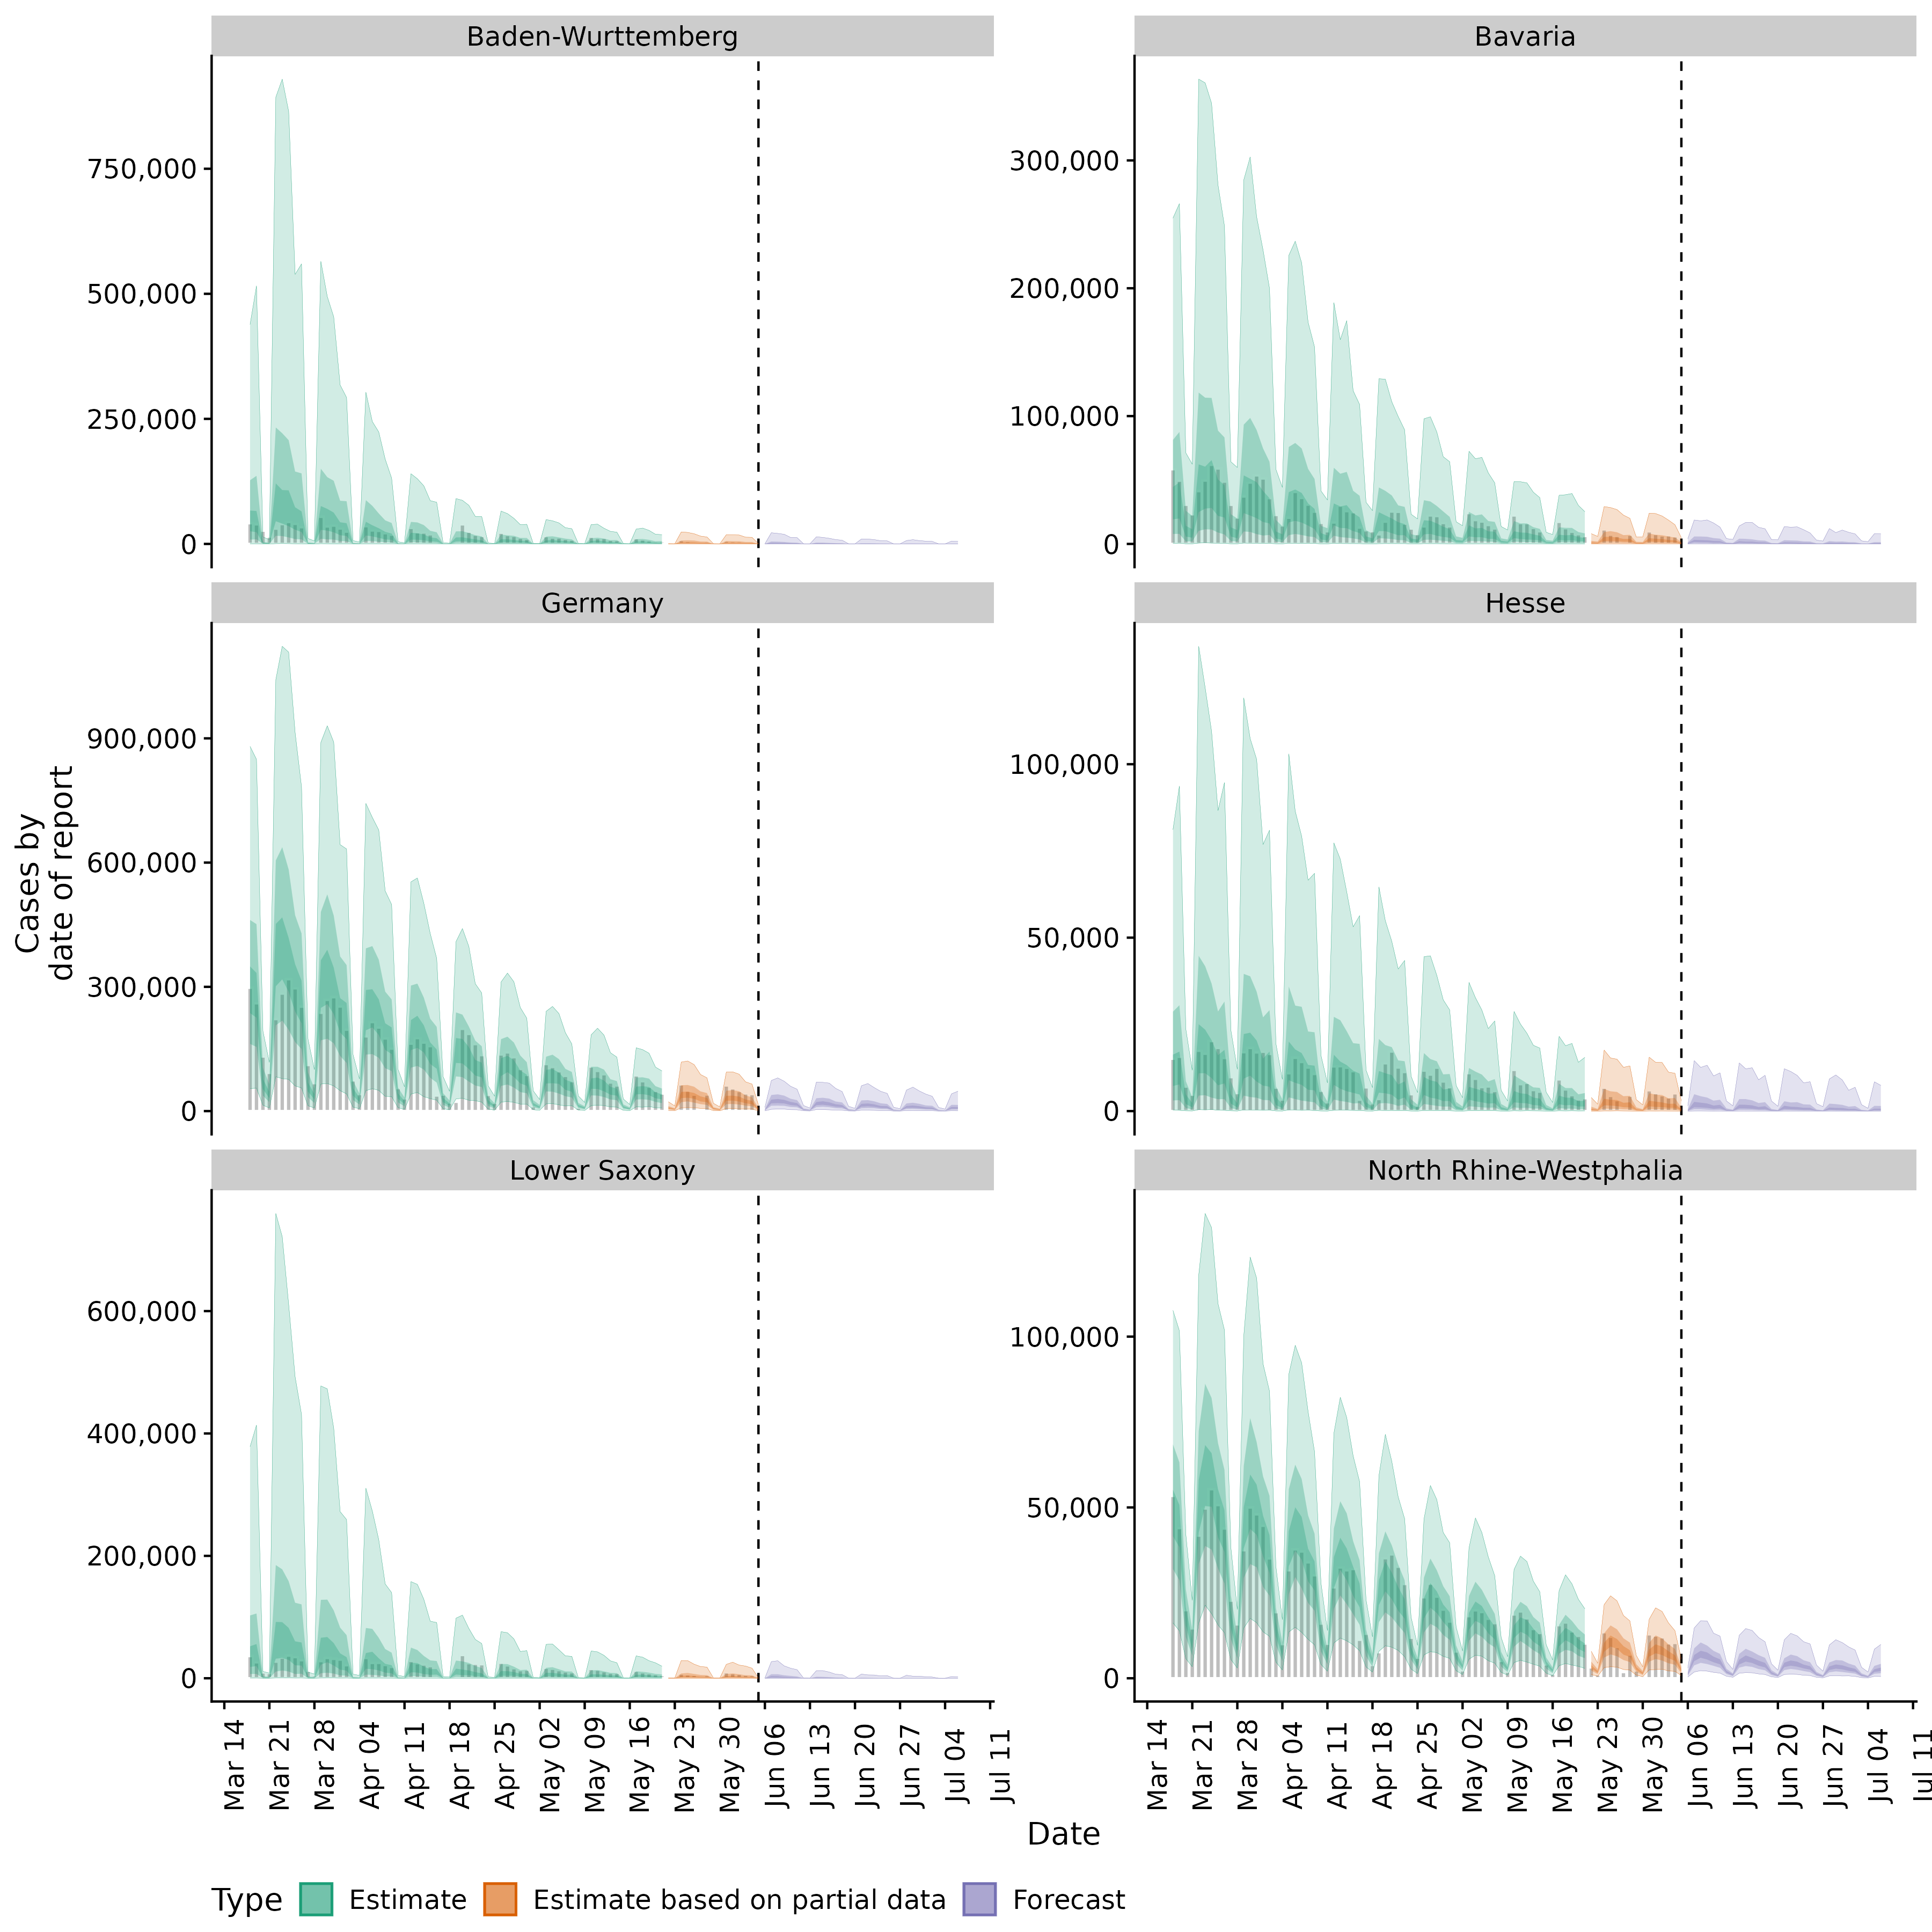 Baden-Wurttemberg
Bavaria
750,000
500,000
250,000
0
300,000
200,000
100,000
0
Germany
Hesse
Cases by
date of report
900,000
600,000
300,000
0
100,000
50,000
0
Lower Saxony
North Rhine-Westphalia
600,000
400,000
200,000
0
100,000
50,000
0
Mar 14
Mar 21
Mar 28
Apr 04
Apr 11
Apr 18
Apr 25
May 02
May 09
May 16
May 23
May 30
Jun 06
Jun 13
Jun 20
Jun 27
Jul 04
Jul 11
Mar 14
Mar 21
Mar 28
Apr 04
Apr 11
Apr 18
Apr 25
May 02
May 09
May 16
May 23
May 30
Jun 06
Jun 13
Jun 20
Jun 27
Jul 04
Jul 11
Date
Type Estimate Estimate based on partial data Forecast